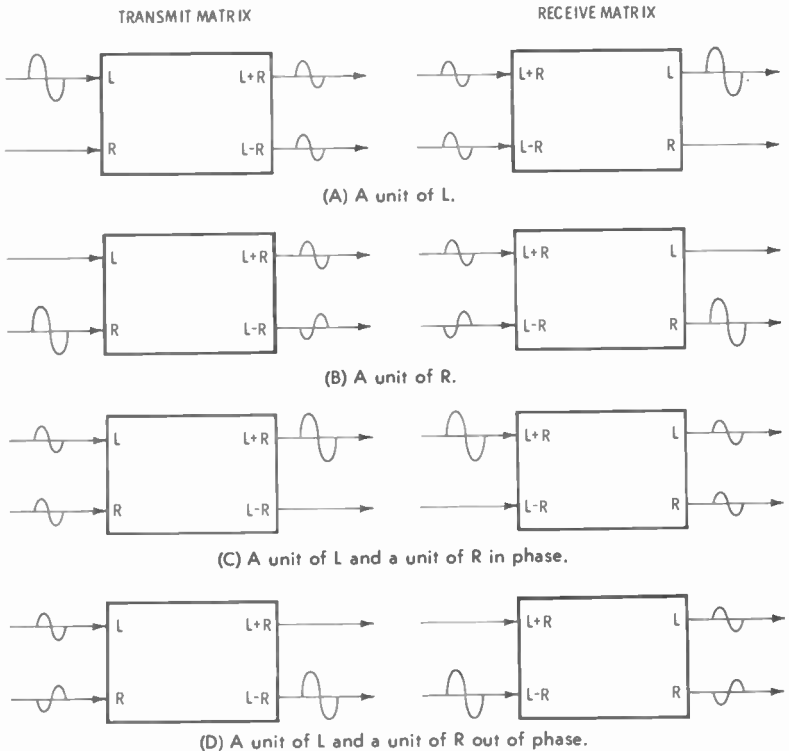 TRANSMIT MATRIX RECEIVE MATRIX
L L+R L+R L
R L-R L-R R
(A) A unit of L.
L L+R L+R L
R L-R L-R R
(B) A unit of R.
L L+R L+R L
R L-R L-R R
(C) A unit of L and a unit of R in phase.
L L+R L+R L
R L-R L-R R
(D) A unit of L and a unit of R out of phase.